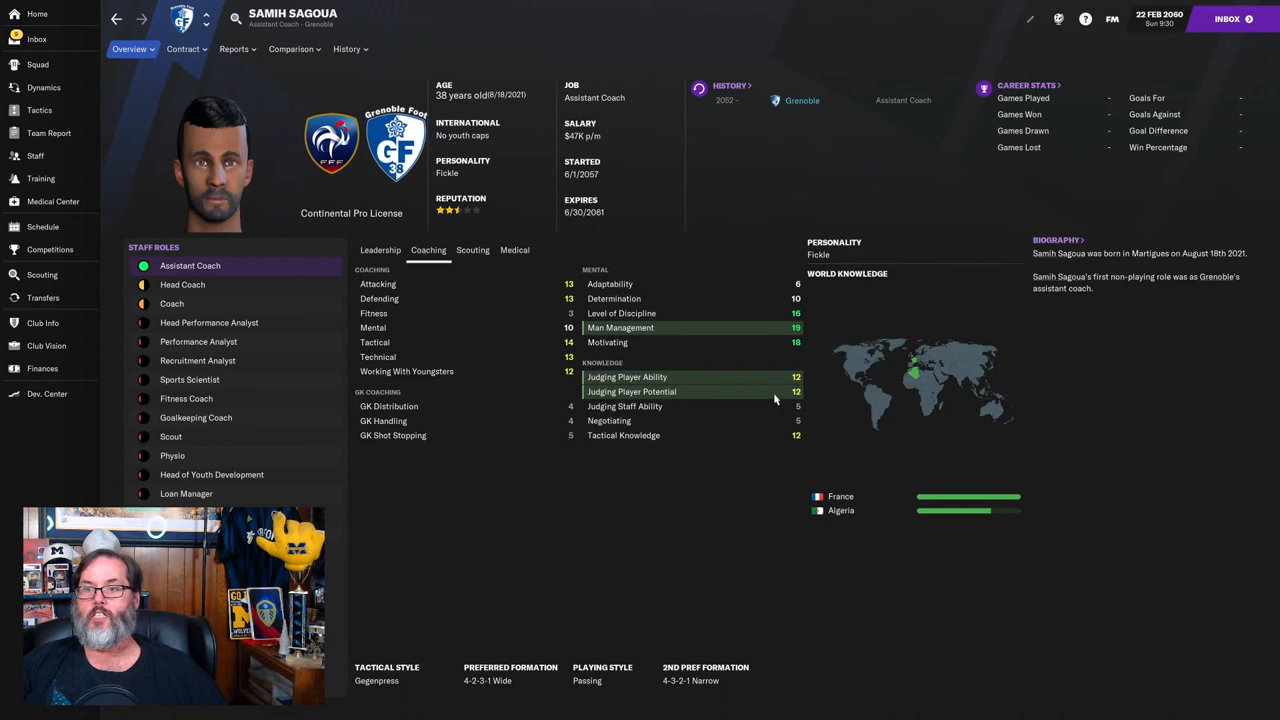 Home
SAMIH SAGOUA
Assistant Coach - Grenoble
FM
22 FEB 2060
Sun 9:30
INBOX
9
Inbox
Overview
Contract
Reports
Comparison
History
Squad
Dynamics
Tactics
Team Report
Staff
Training
Medical Center
Schedule
Competitions
Scouting
Transfers
Club Info
Club Vision
Finances
Dev. Center
FFF
Grenoble Foot
GF
38
Continental Pro License
AGE
38 years old(8/18/2021)
INTERNATIONAL
No youth caps
PERSONALITY
Fickle
REPUTATION
JOB
Assistant Coach
SALARY
$47K p/m
STARTED
6/1/2057
EXPIRES
6/30/2061
HISTORY
2052 - Grenoble Assistant Coach
CAREER STATS
Games Played -
Games Won -
Games Drawn -
Games Lost -
Goals For -
Goals Against -
Goal Difference -
Win Percentage -
STAFF ROLES
Assistant Coach
Head Coach
Coach
Head Performance Analyst
Performance Analyst
Recruitment Analyst
Sports Scientist
Fitness Coach
Goalkeeping Coach
Scout
Physio
Head of Youth Development
Loan Manager
Leadership
Coaching
Scouting
Medical
COACHING
Attacking 13
Defending 13
Fitness 3
Mental 10
Tactical 14
Technical 13
Working With Youngsters 12
GK COACHING
GK Distribution 4
GK Handling 4
GK Shot Stopping 5
MENTAL
Adaptability 6
Determination 10
Level of Discipline 16
Man Management 19
Motivating 18
KNOWLEDGE
Judging Player Ability 12
Judging Player Potential 12
Judging Staff Ability 5
Negotiating 5
Tactical Knowledge 12
PERSONALITY
Fickle
WORLD KNOWLEDGE
France
Algeria
BIOGRAPHY
Samih Sagoua was born in Martigues on August 18th 2021.
Samih Sagoua's first non-playing role was as Grenoble's
assistant coach.
TACTICAL STYLE
Gegenpress
PREFERRED FORMATION
4-2-3-1 Wide
PLAYING STYLE
Passing
2ND PREF FORMATION
4-3-2-1 Narrow
M
M